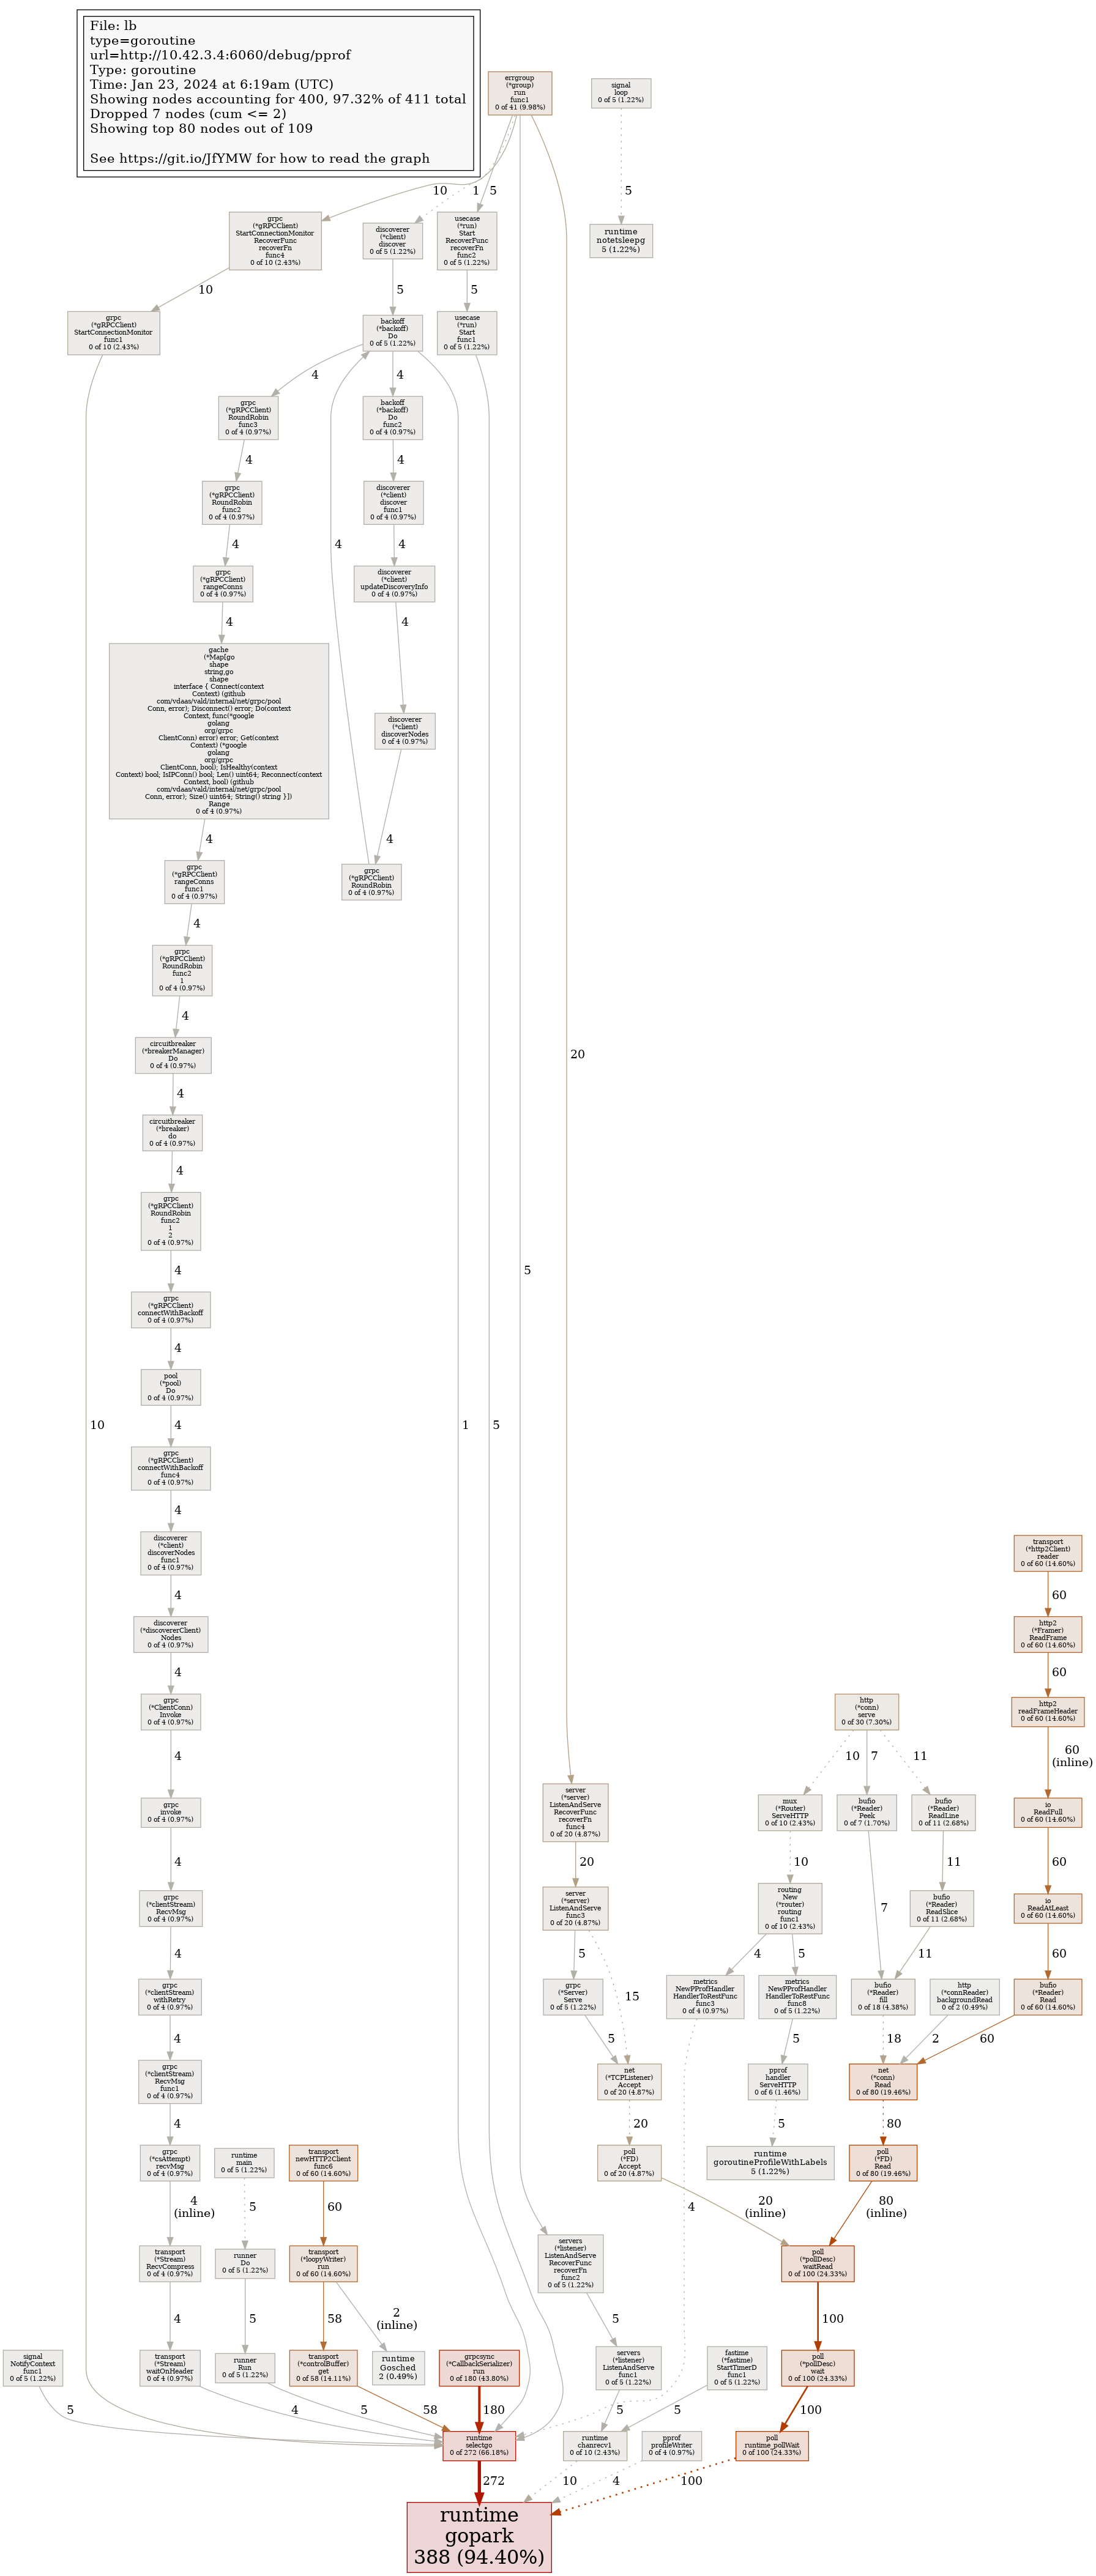 File: lb
type=goroutine
url=http://10.42.3.4:6060/debug/pprof
Type: goroutine
Time: Jan 23, 2024 at 6:19am (UTC)
Showing nodes accounting for 400, 97.32% of 411 total
Dropped 7 nodes (cum <= 2)
Showing top 80 nodes out of 109
See https://git.io/JfYMW for how to read the graph
errgroup
(*group)
run
func1
0 of 41 (9.98%)
signal
loop
0 of 5 (1.22%)
10
1
5
5
grpc
(*gRPCClient)
StartConnectionMonitor
RecoverFunc
recoverFn
func4
0 of 10 (2.43%)
discoverer
(*client)
discover
0 of 5 (1.22%)
usecase
(*run)
Start
RecoverFunc
recoverFn
func2
0 of 5 (1.22%)
runtime
notetsleepg
5 (1.22%)
10
5
5
grpc
(*gRPCClient)
StartConnectionMonitor
func1
0 of 10 (2.43%)
backoff
(*backoff)
Do
0 of 5 (1.22%)
usecase
(*run)
Start
func1
0 of 5 (1.22%)
4
4
grpc
(*gRPCClient)
RoundRobin
func3
0 of 4 (0.97%)
backoff
(*backoff)
Do
func2
0 of 4 (0.97%)
4
4
grpc
(*gRPCClient)
RoundRobin
func2
0 of 4 (0.97%)
discoverer
(*client)
discover
func1
0 of 4 (0.97%)
4
4
4
grpc
(*gRPCClient)
rangeConns
0 of 4 (0.97%)
discoverer
(*client)
updateDiscoveryInfo
0 of 4 (0.97%)
4
4
gache
(*Map[go
shape
string,go
shape
interface { Connect(context
Context) (github
com/vdaas/vald/internal/net/grpc/pool
Conn, error); Disconnect() error; Do(context
Context, func(*google
golang
org/grpc
ClientConn) error) error; Get(context
Context) (*google
golang
org/grpc
ClientConn, bool); IsHealthy(context
Context) bool; IsIPConn() bool; Len() uint64; Reconnect(context
Context, bool) (github
com/vdaas/vald/internal/net/grpc/pool
Conn, error); Size() uint64; String() string }])
Range
0 of 4 (0.97%)
discoverer
(*client)
discoverNodes
0 of 4 (0.97%)
4
4
grpc
(*gRPCClient)
rangeConns
func1
0 of 4 (0.97%)
grpc
(*gRPCClient)
RoundRobin
0 of 4 (0.97%)
4
grpc
(*gRPCClient)
RoundRobin
func2
1
0 of 4 (0.97%)
4
circuitbreaker
(*breakerManager)
Do
0 of 4 (0.97%)
20
4
circuitbreaker
(*breaker)
do
0 of 4 (0.97%)
4
grpc
(*gRPCClient)
RoundRobin
func2
1
2
0 of 4 (0.97%)
4
5
grpc
(*gRPCClient)
connectWithBackoff
0 of 4 (0.97%)
4
pool
(*pool)
Do
0 of 4 (0.97%)
10
4
1
5
grpc
(*gRPCClient)
connectWithBackoff
func4
0 of 4 (0.97%)
4
discoverer
(*client)
discoverNodes
func1
0 of 4 (0.97%)
transport
(*http2Client)
reader
0 of 60 (14.60%)
4
60
discoverer
(*discovererClient)
Nodes
0 of 4 (0.97%)
http2
(*Framer)
ReadFrame
0 of 60 (14.60%)
4
60
grpc
(*ClientConn)
Invoke
0 of 4 (0.97%)
http
(*conn)
serve
0 of 30 (7.30%)
http2
readFrameHeader
0 of 60 (14.60%)
4
10
7
11
60
(inline)
grpc
invoke
0 of 4 (0.97%)
server
(*server)
ListenAndServe
RecoverFunc
recoverFn
func4
0 of 20 (4.87%)
mux
(*Router)
ServeHTTP
0 of 10 (2.43%)
bufio
(*Reader)
Peek
0 of 7 (1.70%)
bufio
(*Reader)
ReadLine
0 of 11 (2.68%)
io
ReadFull
0 of 60 (14.60%)
4
20
10
11
60
grpc
(*clientStream)
RecvMsg
0 of 4 (0.97%)
server
(*server)
ListenAndServe
func3
0 of 20 (4.87%)
routing
New
(*router)
routing
func1
0 of 10 (2.43%)
7
bufio
(*Reader)
ReadSlice
0 of 11 (2.68%)
io
ReadAtLeast
0 of 60 (14.60%)
4
5
15
4
5
11
60
grpc
(*clientStream)
withRetry
0 of 4 (0.97%)
grpc
(*Server)
Serve
0 of 5 (1.22%)
metrics
NewPProfHandler
HandlerToRestFunc
func3
0 of 4 (0.97%)
metrics
NewPProfHandler
HandlerToRestFunc
func8
0 of 5 (1.22%)
bufio
(*Reader)
fill
0 of 18 (4.38%)
http
(*connReader)
backgroundRead
0 of 2 (0.49%)
bufio
(*Reader)
Read
0 of 60 (14.60%)
4
5
5
18
2
60
grpc
(*clientStream)
RecvMsg
func1
0 of 4 (0.97%)
net
(*TCPListener)
Accept
0 of 20 (4.87%)
pprof
handler
ServeHTTP
0 of 6 (1.46%)
net
(*conn)
Read
0 of 80 (19.46%)
4
20
5
80
grpc
(*csAttempt)
recvMsg
0 of 4 (0.97%)
runtime
main
0 of 5 (1.22%)
transport
newHTTP2Client
func6
0 of 60 (14.60%)
poll
(*FD)
Accept
0 of 20 (4.87%)
runtime
goroutineProfileWithLabels
5 (1.22%)
poll
(*FD)
Read
0 of 80 (19.46%)
4
(inline)
5
60
4
20
(inline)
80
(inline)
transport
(*Stream)
RecvCompress
0 of 4 (0.97%)
runner
Do
0 of 5 (1.22%)
transport
(*loopyWriter)
run
0 of 60 (14.60%)
servers
(*listener)
ListenAndServe
RecoverFunc
recoverFn
func2
0 of 5 (1.22%)
poll
(*pollDesc)
waitRead
0 of 100 (24.33%)
4
5
58
2
(inline)
5
100
signal
NotifyContext
func1
0 of 5 (1.22%)
transport
(*Stream)
waitOnHeader
0 of 4 (0.97%)
runner
Run
0 of 5 (1.22%)
transport
(*controlBuffer)
get
0 of 58 (14.11%)
runtime
Gosched
2 (0.49%)
grpcsync
(*CallbackSerializer)
run
0 of 180 (43.80%)
servers
(*listener)
ListenAndServe
func1
0 of 5 (1.22%)
fastime
(*fastime)
StartTimerD
func1
0 of 5 (1.22%)
poll
(*pollDesc)
wait
0 of 100 (24.33%)
5
4
5
58
180
5
5
100
runtime
selectgo
0 of 272 (66.18%)
runtime
chanrecv1
0 of 10 (2.43%)
pprof
profileWriter
0 of 4 (0.97%)
poll
runtime_pollWait
0 of 100 (24.33%)
272
10
4
100
runtime
gopark
388 (94.40%)